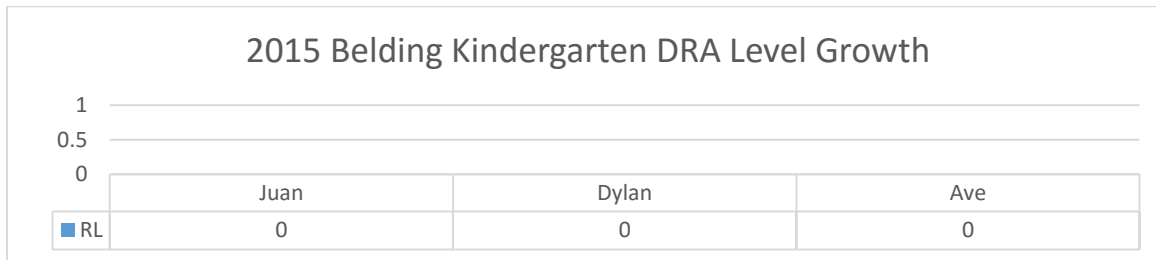 2015 Belding Kindergarten DRA Level Growth
1
0.5
0
Juan Dylan Ave
RL 0 0 0